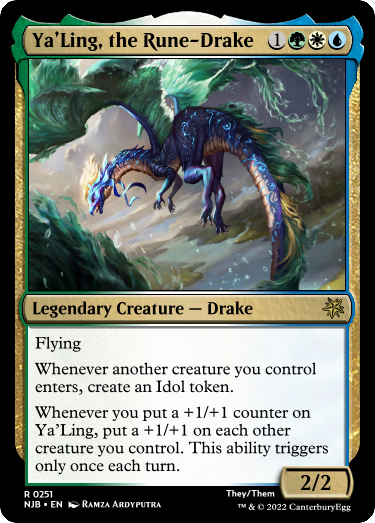 Ya'Ling, the Rune-Drake 1
Legendary Creature — Drake
Flying
Whenever another creature you control
enters, create an Idol token.
Whenever you put a +1/+1 counter on
Ya'Ling, put a +1/+1 on each other
creature you control. This ability triggers
only once each turn.
2/2
R 0251
NJB • EN Ramza Ardyputra
They/Them
™ & © 2022 CanterburyEgg